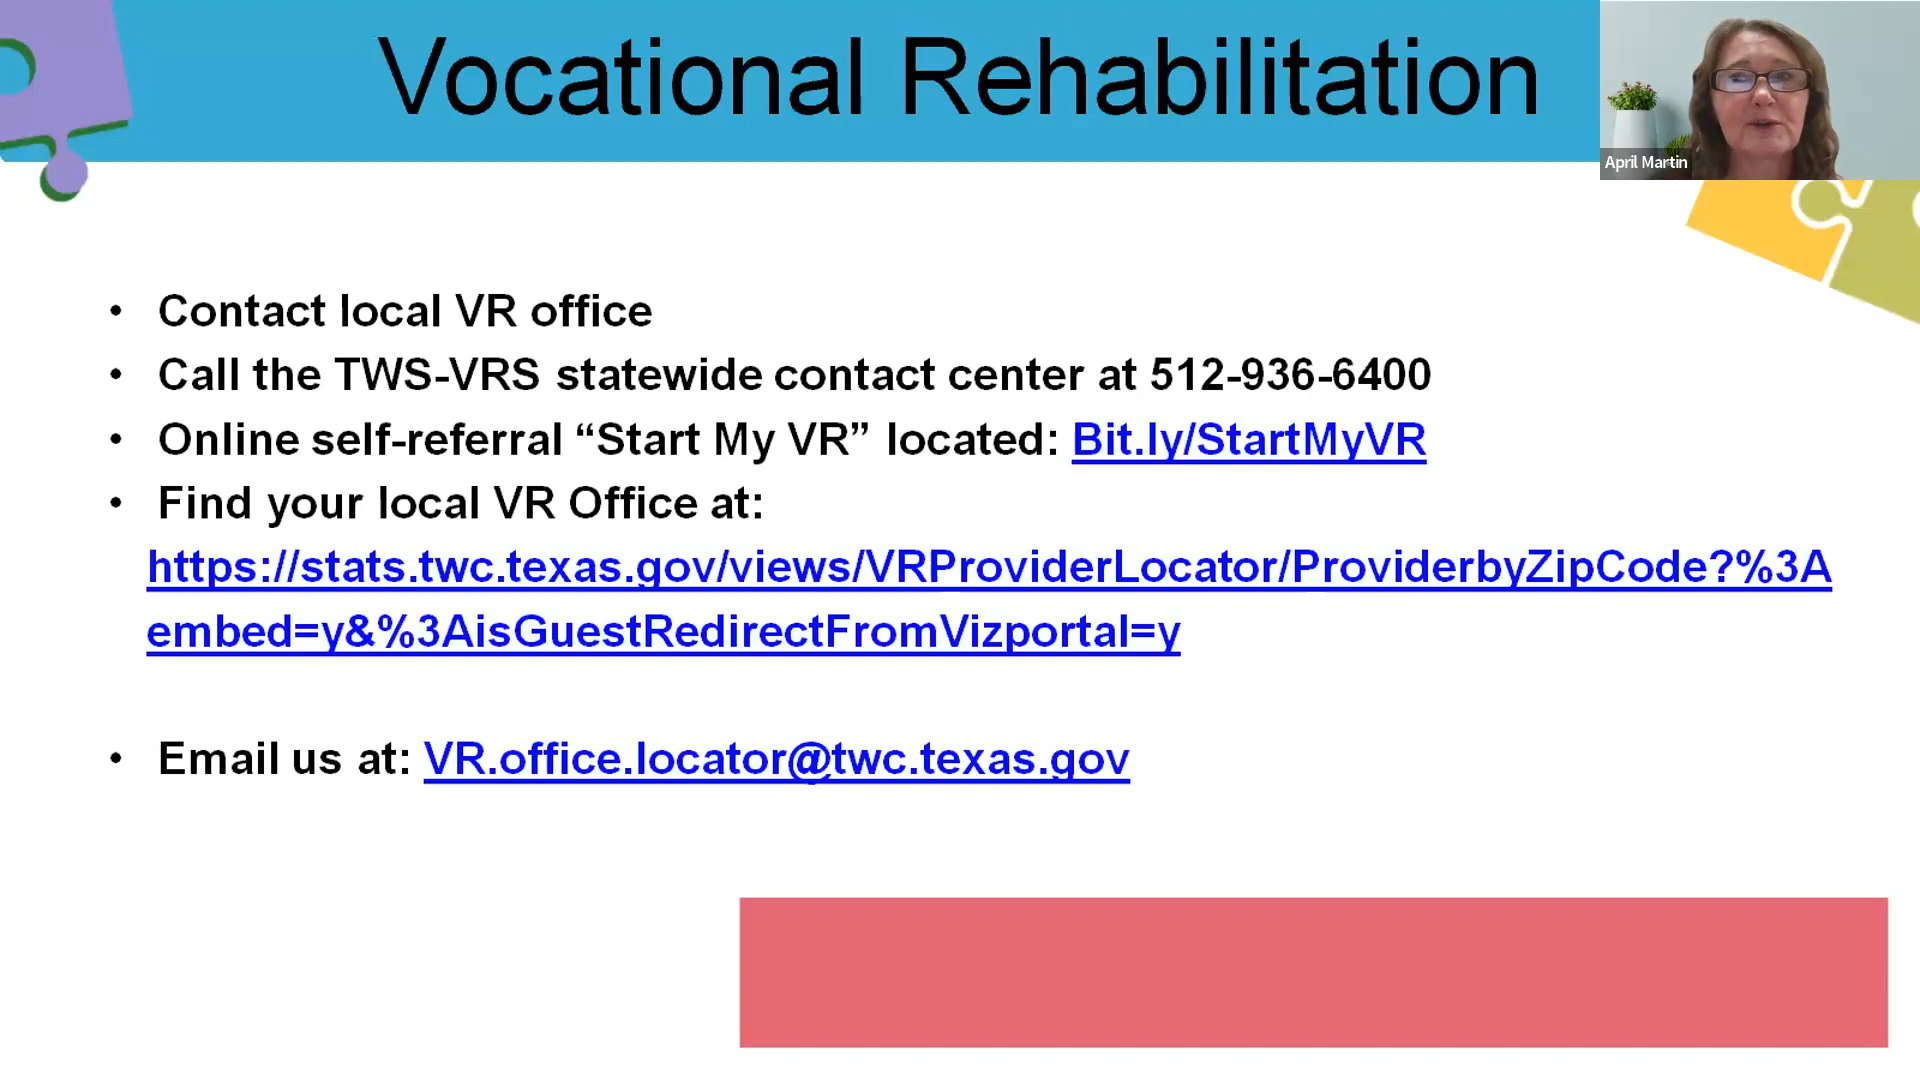 Vocational Rehabilitation
April Martin
• Contact local VR office
• Call the TWS-VRS statewide contact center at 512-936-6400
• Online self-referral “Start My VR” located: Bit.ly/StartMyVR
• Find your local VR Office at:
https://stats.twc.texas.gov/views/VRProviderLocator/ProviderbyZipCode?%3A
embed=y&%3AisGuestRedirectFromVizportal=y
• Email us at: VR.office.locator@twc.texas.gov